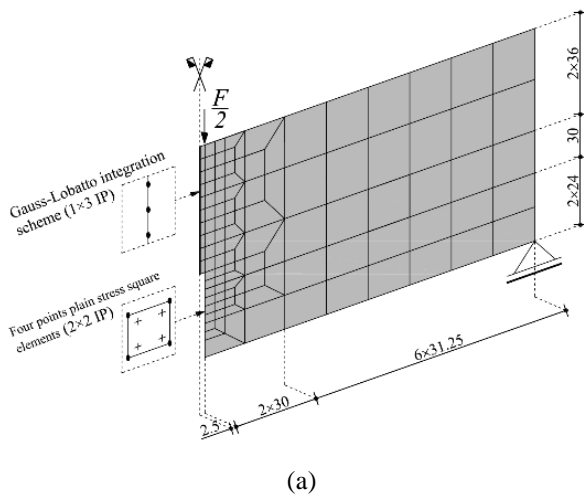 F
2
Gauss-Lobatto integration
scheme (1×3 IP)
Four points plain stress square
elements (2×2 IP)
2×36
30
2×24
6×31.25
2×30
2.5
(a)